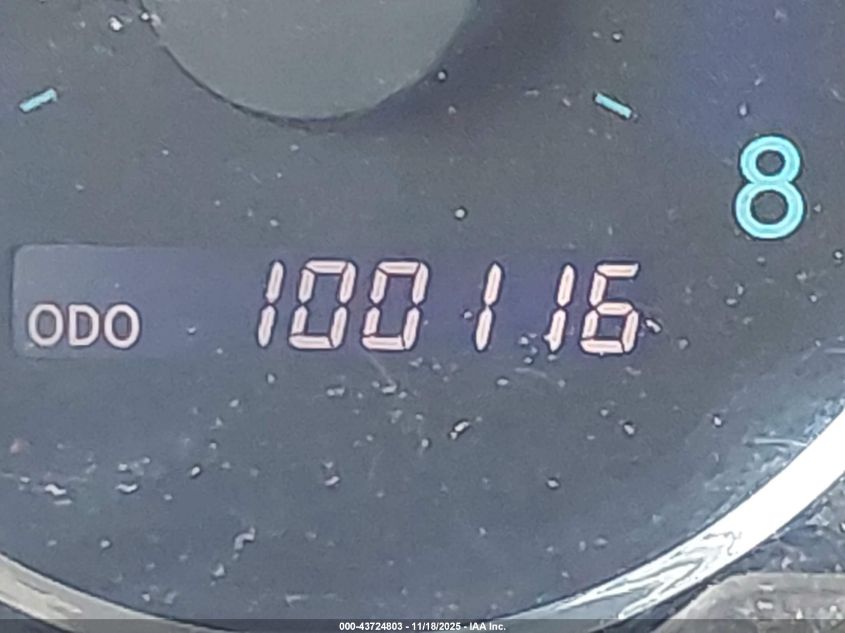 8
ODO 100116
000-43724803 - 11/18/2025 - IAA Inc.